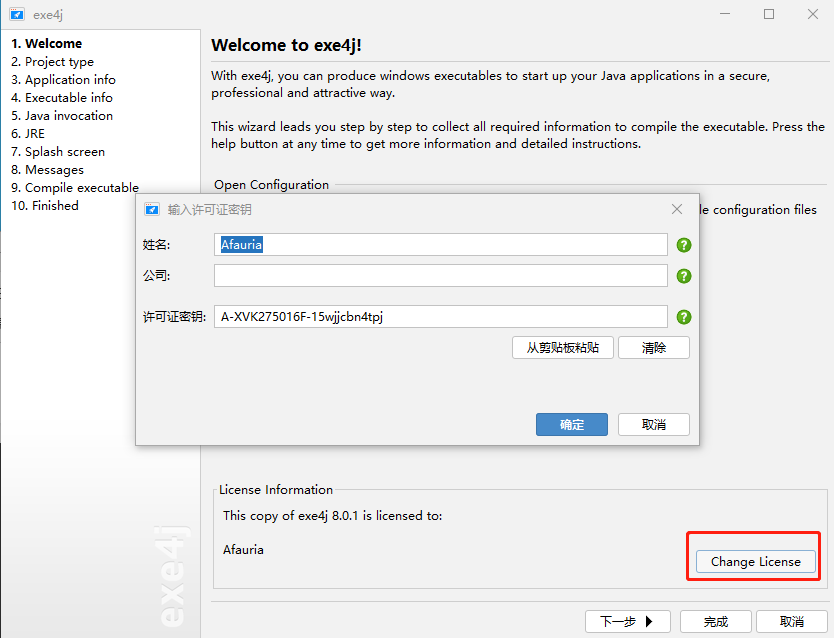 exe4j
1. Welcome
2. Project type
3. Application info
4. Executable info
5. Java invocation
6. JRE
7. Splash screen
8. Messages
9. Compile executable
10. Finished
Welcome to exe4j!
With exe4j, you can produce windows executables to start up your Java applications in a secure,
professional and attractive way.
This wizard leads you step by step to collect all required information to compile the executable. Press the
help button at any time to get more information and detailed instructions.
Open Configuration
le configuration files
输入许可证密钥
姓名: Afauria
公司:
许可证密钥: A-XVK275016F-15wjjcbn4tpj
从剪贴板粘贴 清除
确定 取消
License Information
This copy of exe4j 8.0.1 is licensed to:
Afauria
Change License
exe4j
下一步 完成 取消